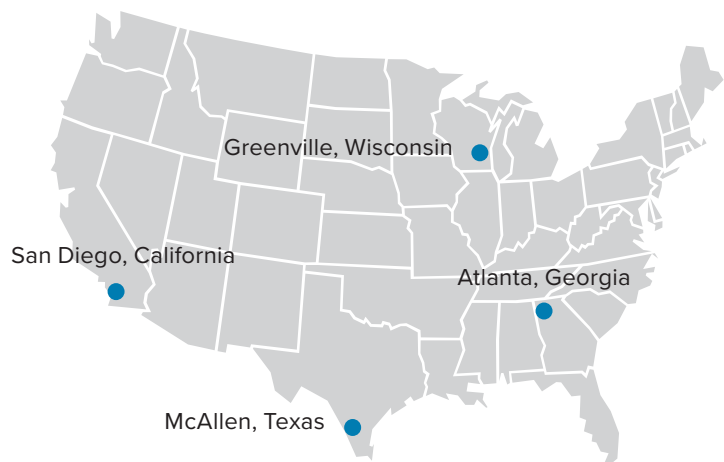 Greenville, Wisconsin
San Diego, California
Atlanta, Georgia
McAllen, Texas